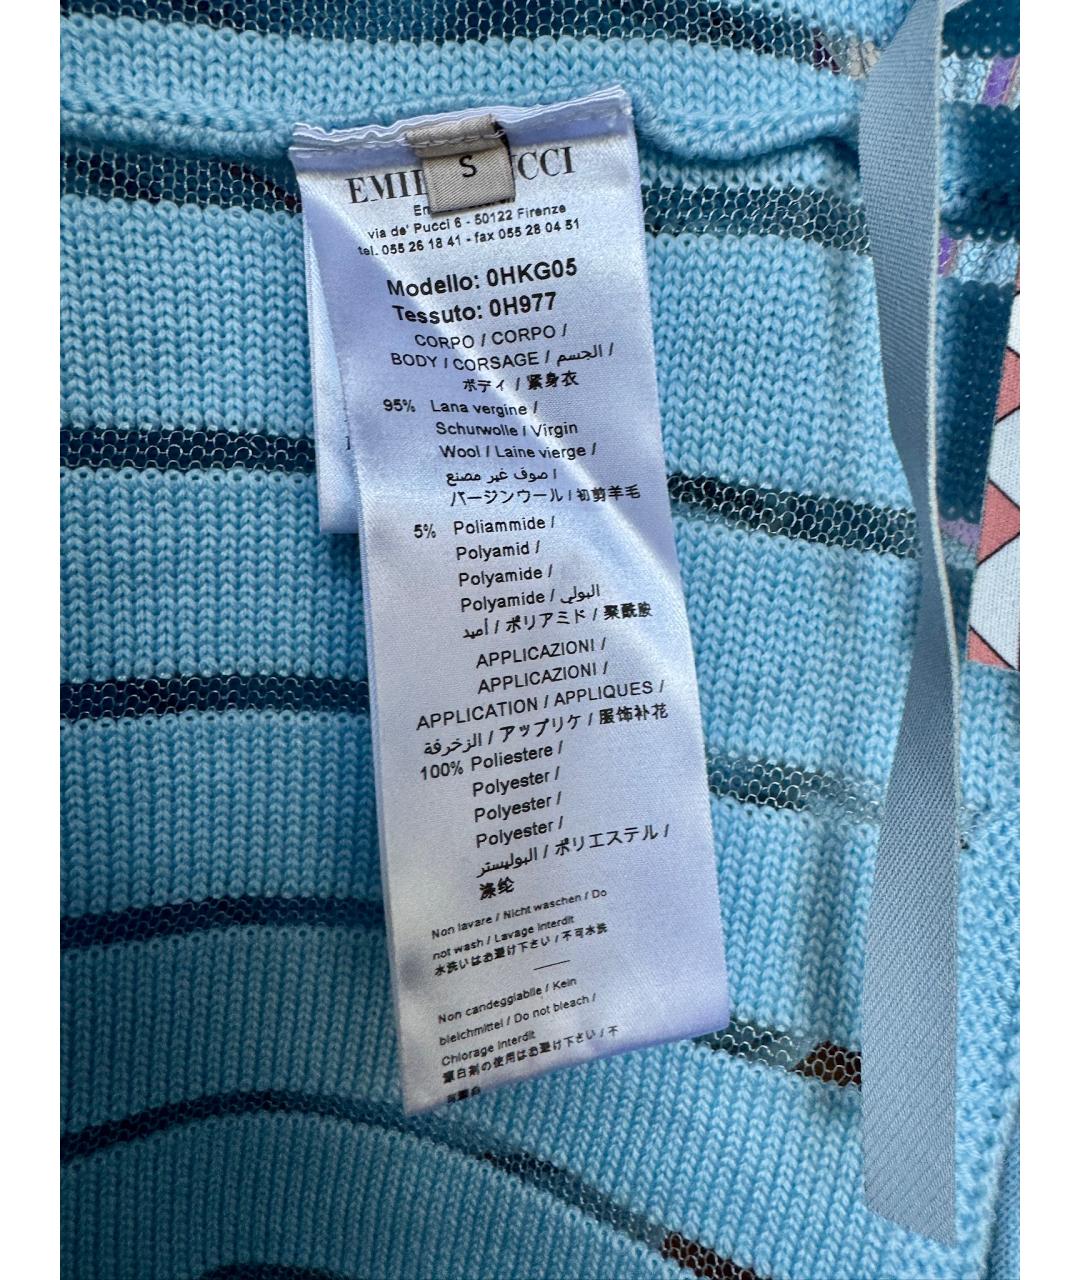 S
EMIL UCCI
via de' Pucci 6 - 50122 Firenze
tel. 055 26 18 41 - fax 055 28 04 51
Modello: 0HKG05
Tessuto: 0H977
CORPO / CORPO /
BODY / CORSAGE / الجسم /
ボディ / 紧身衣
95% Lana vergine /
Schurwolle / Virgin
Wool / Laine vierge /
صوف غير مصنع /
バージンウール / 初剪羊毛
5% Poliammide /
Polyamid /
Polyamide /
Polyamide / البولي
أميد / ポリアミド / 聚酰胺
APPLICAZIONI /
APPLICAZIONI /
APPLICATION / APPLIQUES /
الزخرفة / アップリケ / 服饰补花
100% Poliestere /
Polyester /
Polyester /
Polyester /
البوليستر / ポリエステル /
涤纶
Non lavare / Nicht waschen / Do
not wash / Lavage interdit
水洗いはお避け下さい / 不可水洗
Non candeggiabile / Kein
bleichmittel / Do not bleach /
Chlorage interdit
漂白剤の使用はお避け下さい / 不